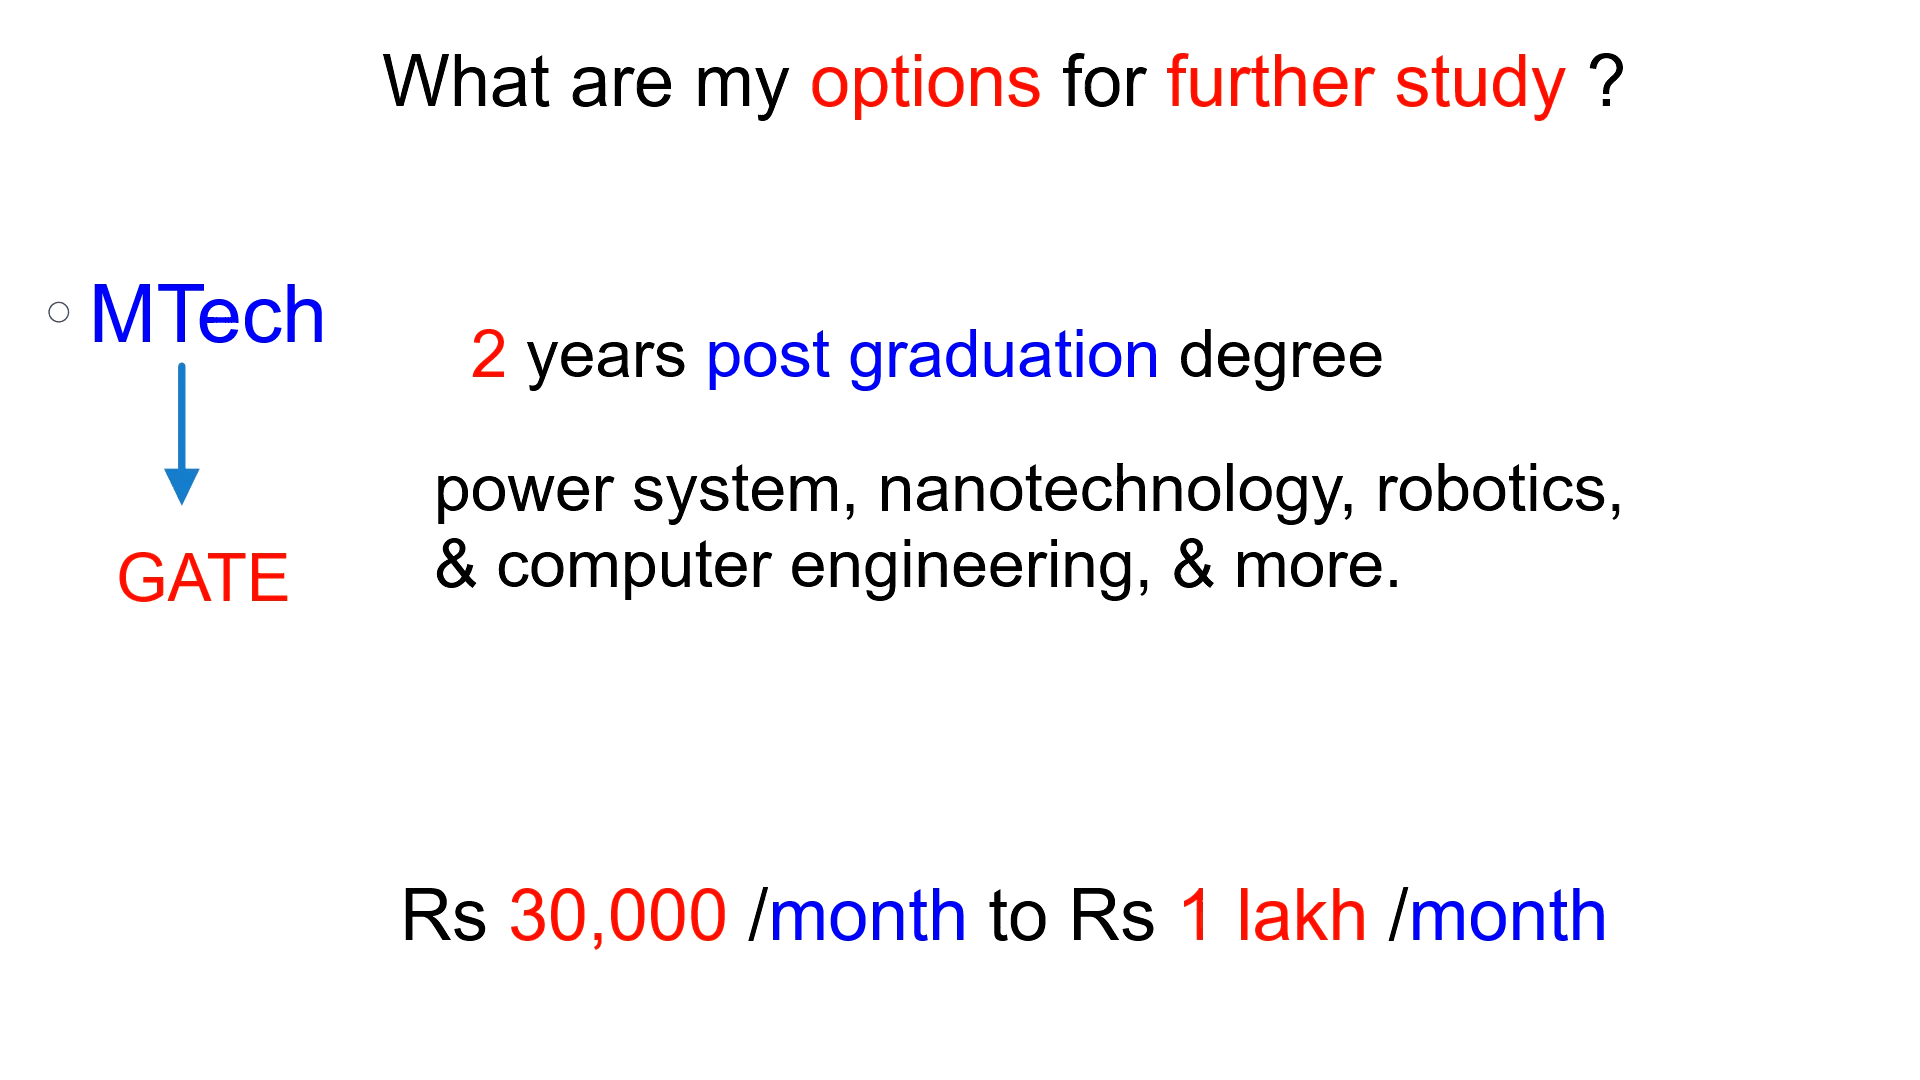 What are my options for further study ?
MTech
2 years post graduation degree
power system, nanotechnology, robotics,
& computer engineering, & more.
GATE
Rs 30,000 /month to Rs 1 lakh /month